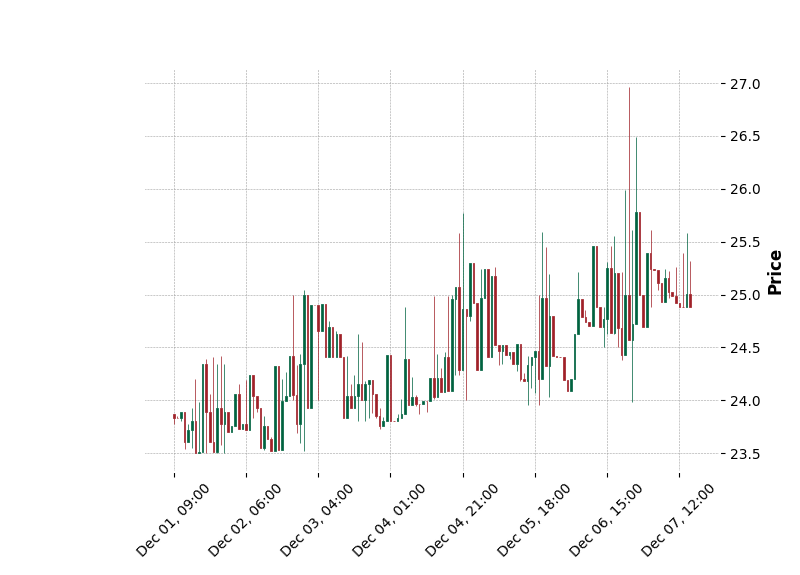 27.0
26.5
26.0
25.5
25.0
24.5
24.0
23.5
Price
Dec 01, 09:00
Dec 02, 06:00
Dec 03, 04:00
Dec 04, 01:00
Dec 04, 21:00
Dec 05, 18:00
Dec 06, 15:00
Dec 07, 12:00